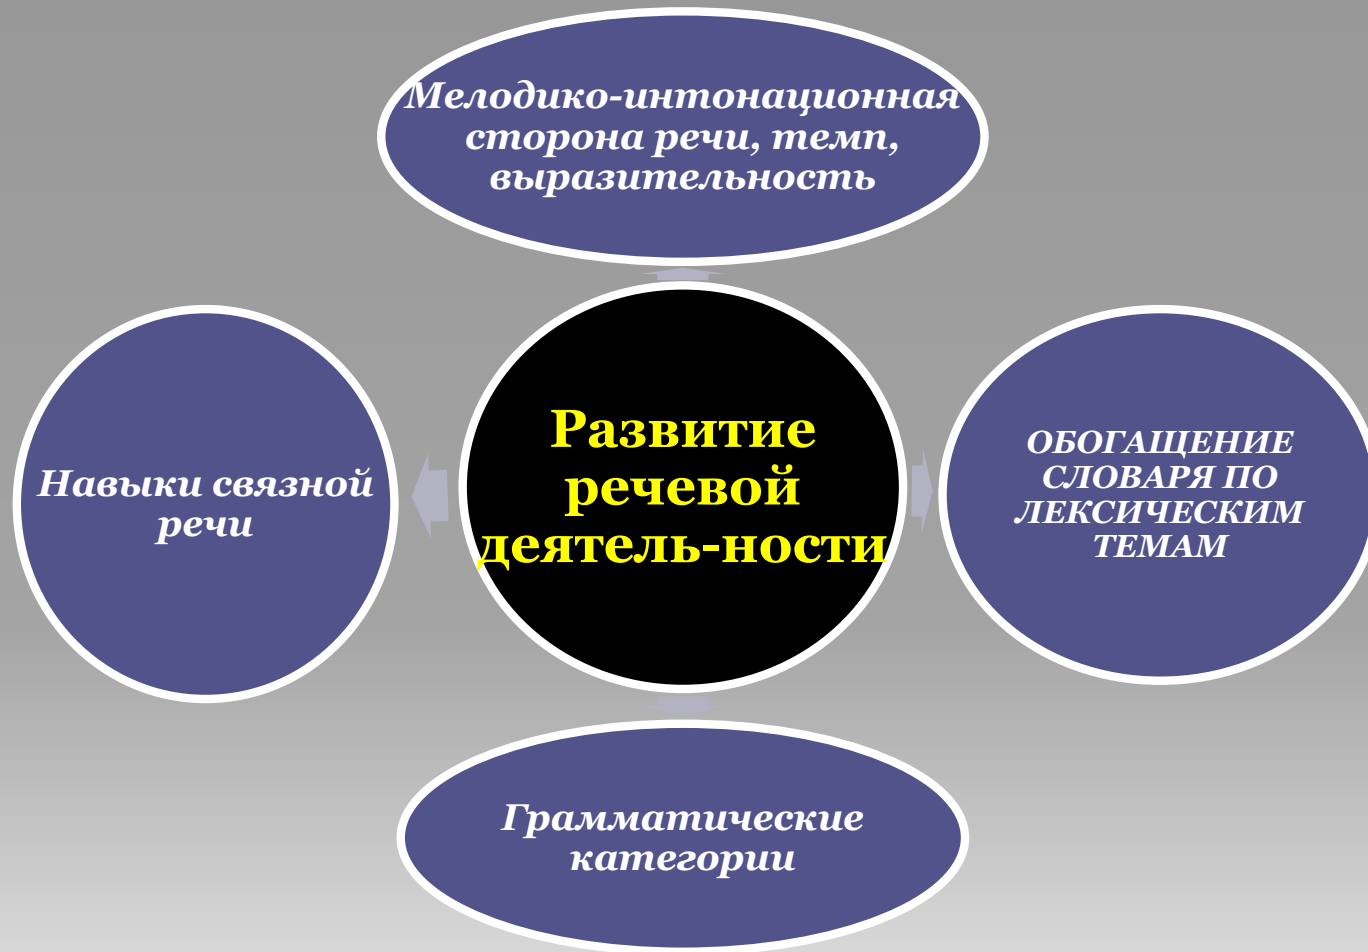 Мелодико-интонационная
сторона речи, темп,
выразительность
Навыки связной
речи
Развитие
речевой
деятель-ности
ОБОГАЩЕНИЕ
СЛОВАРЯ ПО
ЛЕКСИЧЕСКИМ
ТЕМАМ
Грамматические
категории